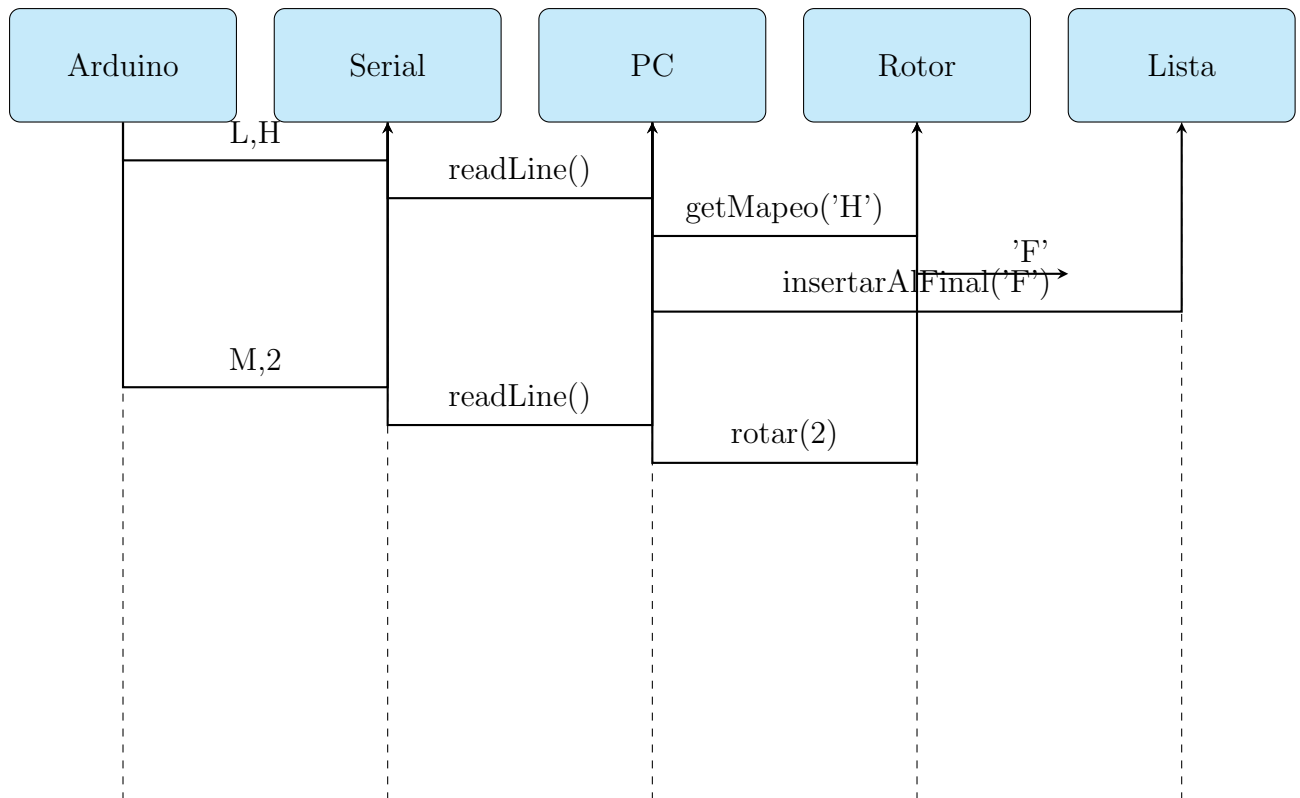 Arduino
Serial
PC
Rotor
Lista
L,H
readLine()
getMapeo('H')
'F'
insertarAlFinal('F')
M,2
readLine()
rotar(2)